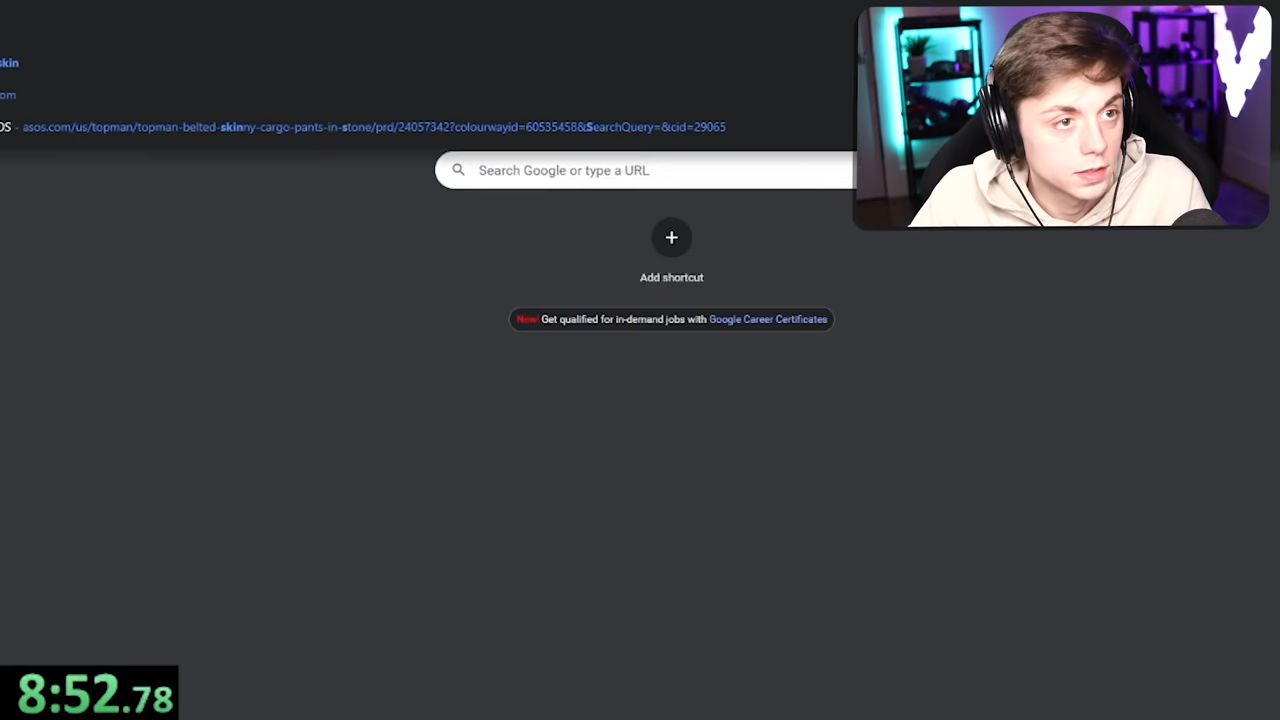 skin
om
OS - asos.com/us/topman/topman-belted-skinny-cargo-pants-in-stone/prd/24057342?colourwayid=60535458&SearchQuery=&cid=29065
Search Google or type a URL
+
Add shortcut
New! Get qualified for in-demand jobs with Google Career Certificates
8:52.78